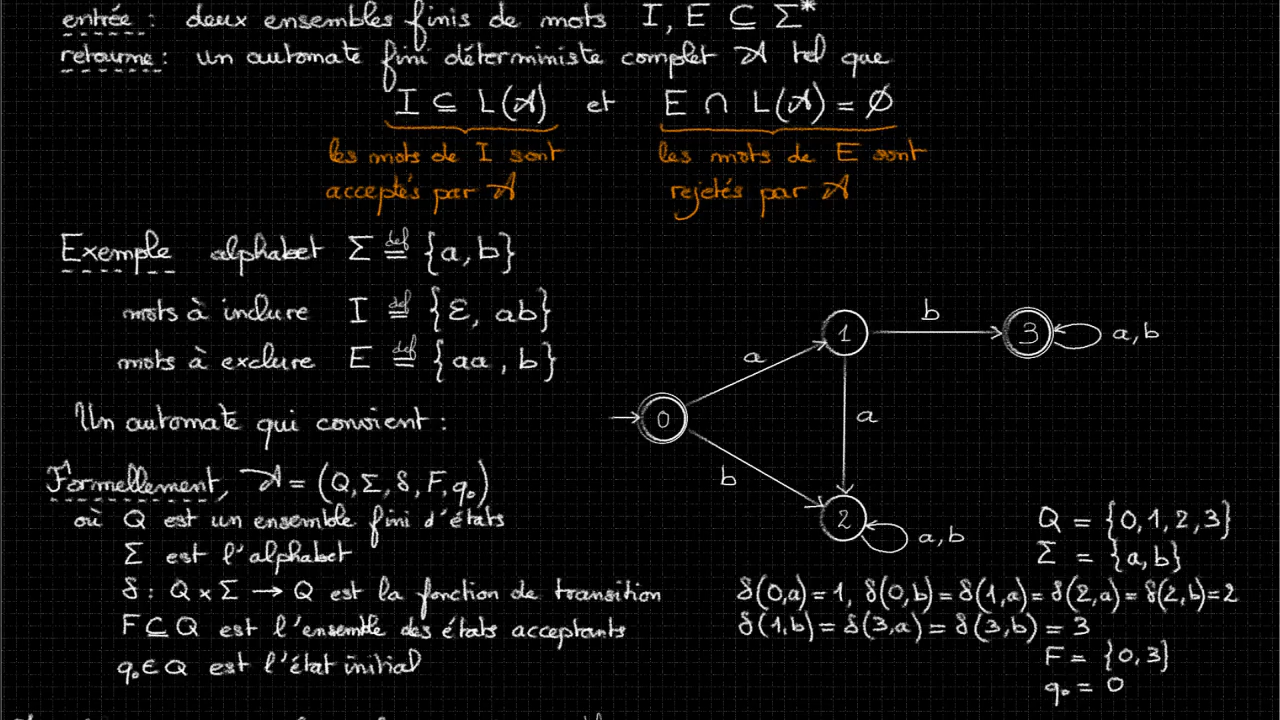 entrée : deux ensembles finis de mots I, E ⊆ Σ*
retourne : un automate fini déterministe complet 𝒜 tel que
I ⊆ L(𝒜) et E ∩ L(𝒜) = ∅
les mots de I sont acceptés par 𝒜
les mots de E sont rejetés par 𝒜
Exemple alphabet Σ ≝ {a, b}
mots à inclure I ≝ {ε, ab}
mots à exclure E ≝ {aa, b}
Un automate qui convient :
0
a
b
1
b
a
3
a, b
2
a, b
Formellement, 𝒜 = (Q, Σ, δ, F, q₀)
où Q est un ensemble fini d'états
Σ est l'alphabet
δ : Q × Σ → Q est la fonction de transition
F ⊆ Q est l'ensemble des états acceptants
q₀ ∈ Q est l'état initial
Q = {0, 1, 2, 3}
Σ = {a, b}
δ(0,a) = 1, δ(0,b) = δ(1,a) = δ(2,a) = δ(2,b) = 2
δ(1,b) = δ(3,a) = δ(3,b) = 3
F = {0, 3}
q₀ = 0